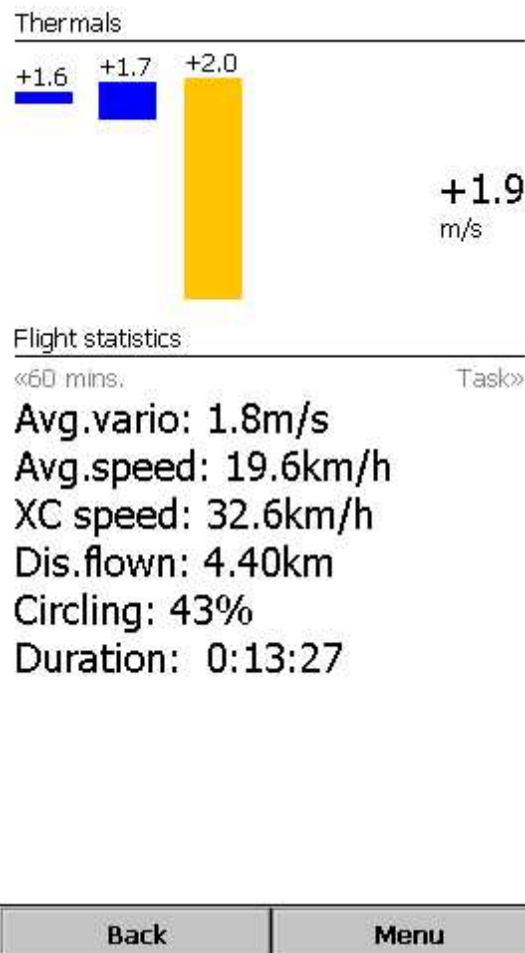 Thermals
+1.6 +1.7 +2.0
+1.9
m/s
Flight statistics
«60 mins. Task»
Avg.vario: 1.8m/s
Avg.speed: 19.6km/h
XC speed: 32.6km/h
Dis.flown: 4.40km
Circling: 43%
Duration: 0:13:27
Back Menu